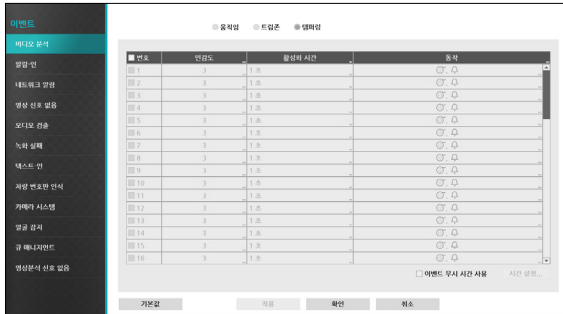 이벤트
움직임 트립존 탬퍼링
비디오 분석
알람-인
네트워크 알람
영상 신호 없음
오디오 검출
녹화 실패
텍스트-인
차량 번호판 인식
카메라 시스템
얼굴 감지
큐 매니지먼트
영상분석 신호 없음
번호 민감도 활성화 시간 동작
1 3 1 초
2 3 1 초
3 3 1 초
4 3 1 초
5 3 1 초
6 3 1 초
7 3 1 초
8 3 1 초
9 3 1 초
10 3 1 초
11 3 1 초
12 3 1 초
13 3 1 초
14 3 1 초
15 3 1 초
16 3 1 초
이벤트 무시 시간 사용 시간 설정...
기본값 적용 확인 취소